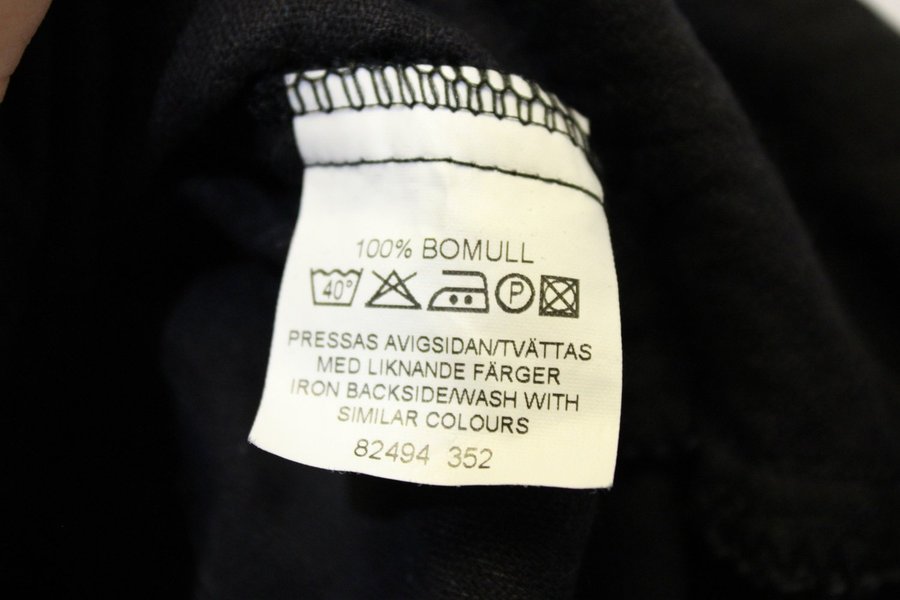 100% BOMULL
40° P
PRESSAS AVIGSIDAN/TVÄTTAS
MED LIKNANDE FÄRGER
IRON BACKSIDE/WASH WITH
SIMILAR COLOURS
82494 352